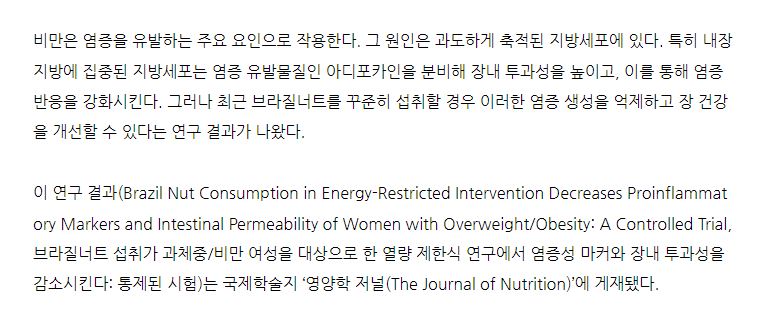 비만은 염증을 유발하는 주요 요인으로 작용한다. 그 원인은 과도하게 축적된 지방세포에 있다. 특히 내장
지방에 집중된 지방세포는 염증 유발물질인 아디포카인을 분비해 장내 투과성을 높이고, 이를 통해 염증
반응을 강화시킨다. 그러나 최근 브라질너트를 꾸준히 섭취할 경우 이러한 염증 생성을 억제하고 장 건강
을 개선할 수 있다는 연구 결과가 나왔다.
이 연구 결과(Brazil Nut Consumption in Energy-Restricted Intervention Decreases Proinflammat
ory Markers and Intestinal Permeability of Women with Overweight/Obesity: A Controlled Trial,
브라질너트 섭취가 과체중/비만 여성을 대상으로 한 열량 제한식 연구에서 염증성 마커와 장내 투과성을
감소시킨다: 통제된 시험)는 국제학술지 ‘영양학 저널(The Journal of Nutrition)’에 게재됐다.